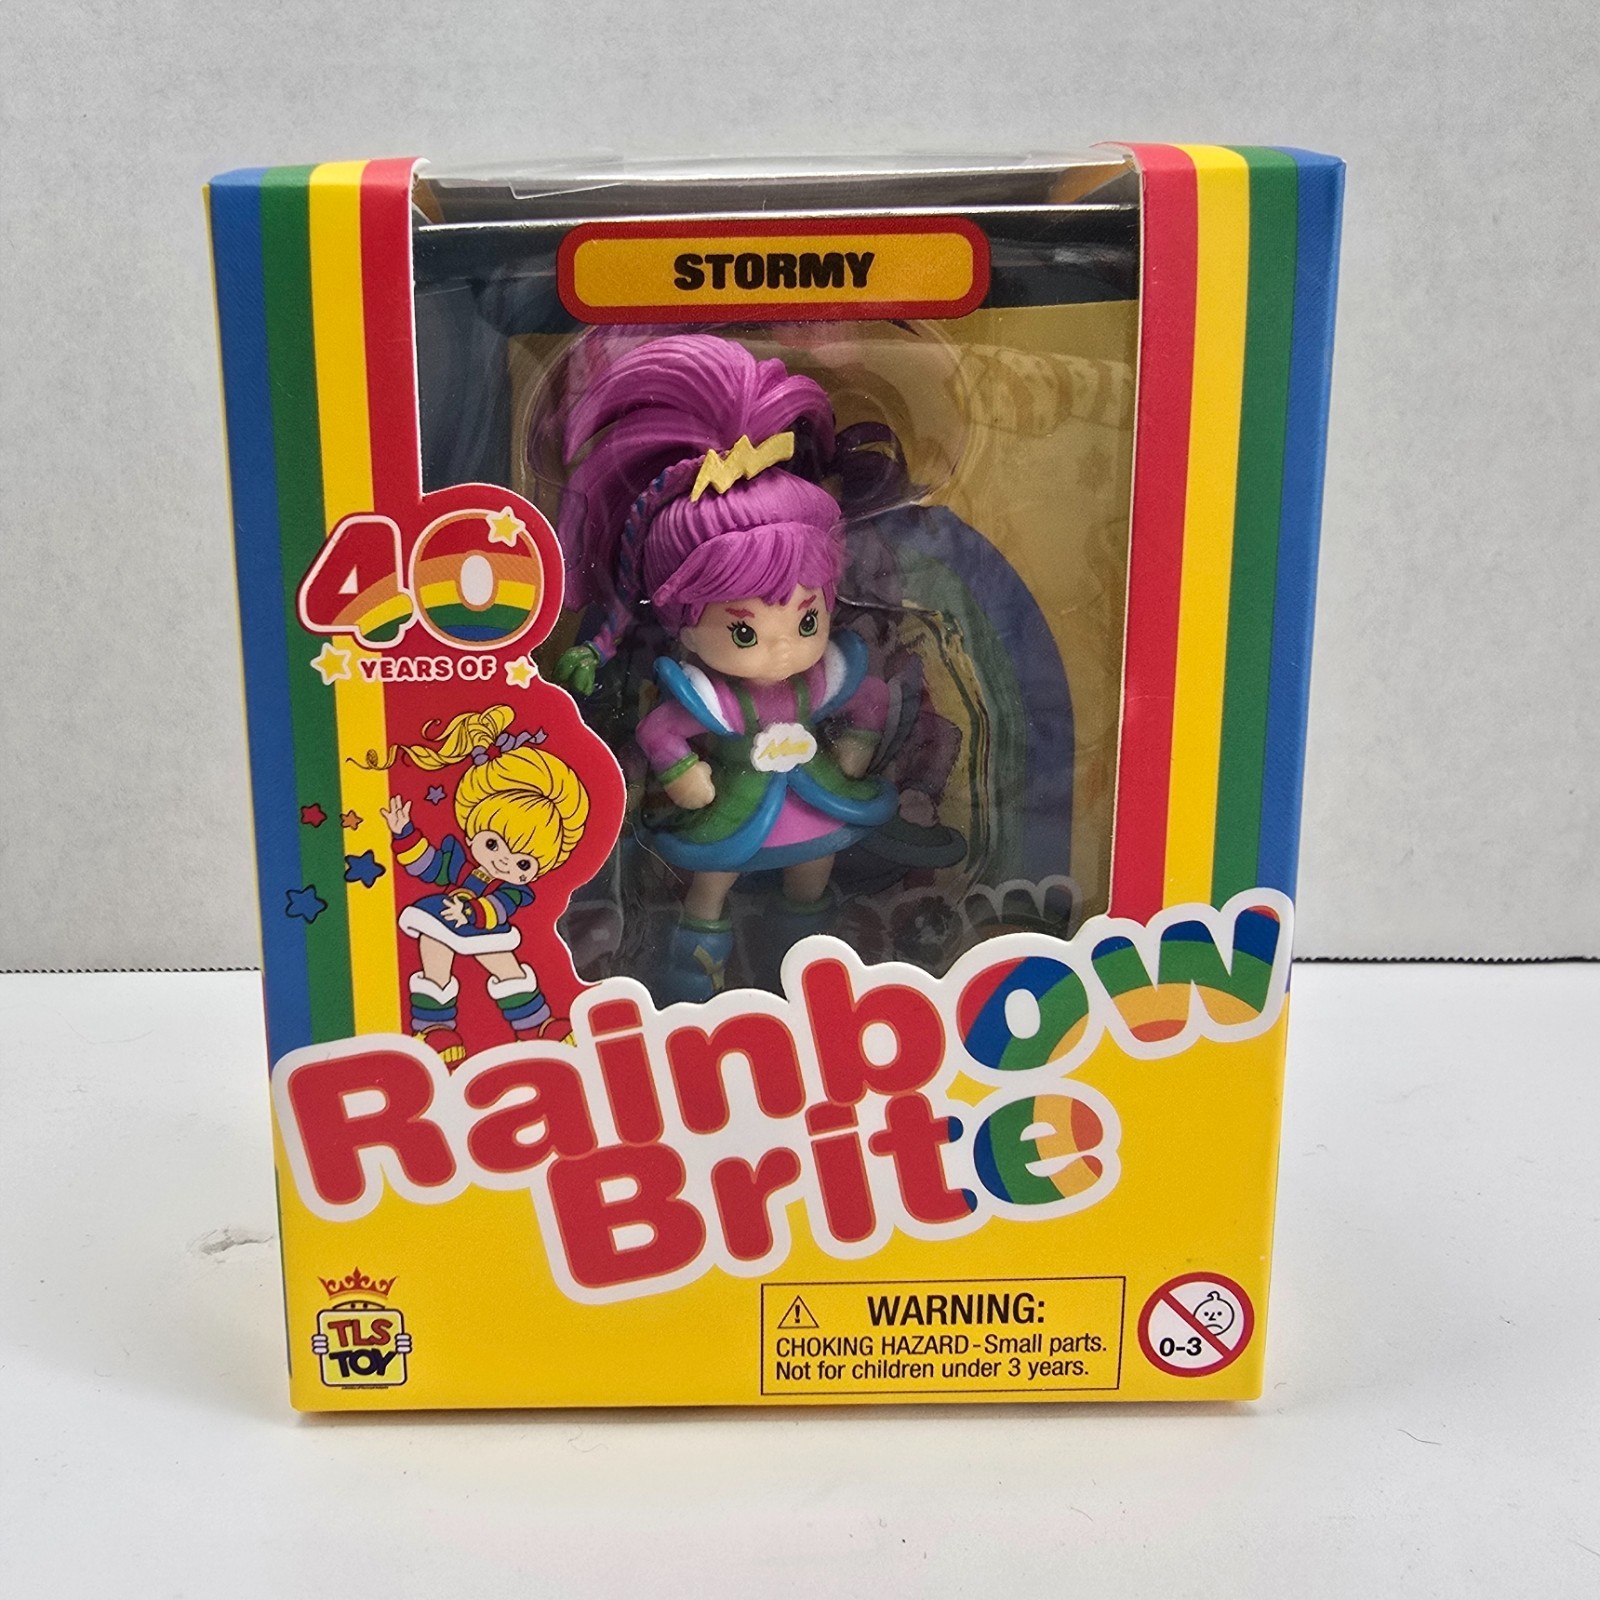 STORMY
40
YEARS OF
Rainbow
Brite
TLS
TOY
WARNING:
CHOKING HAZARD - Small parts.
Not for children under 3 years.
0-3